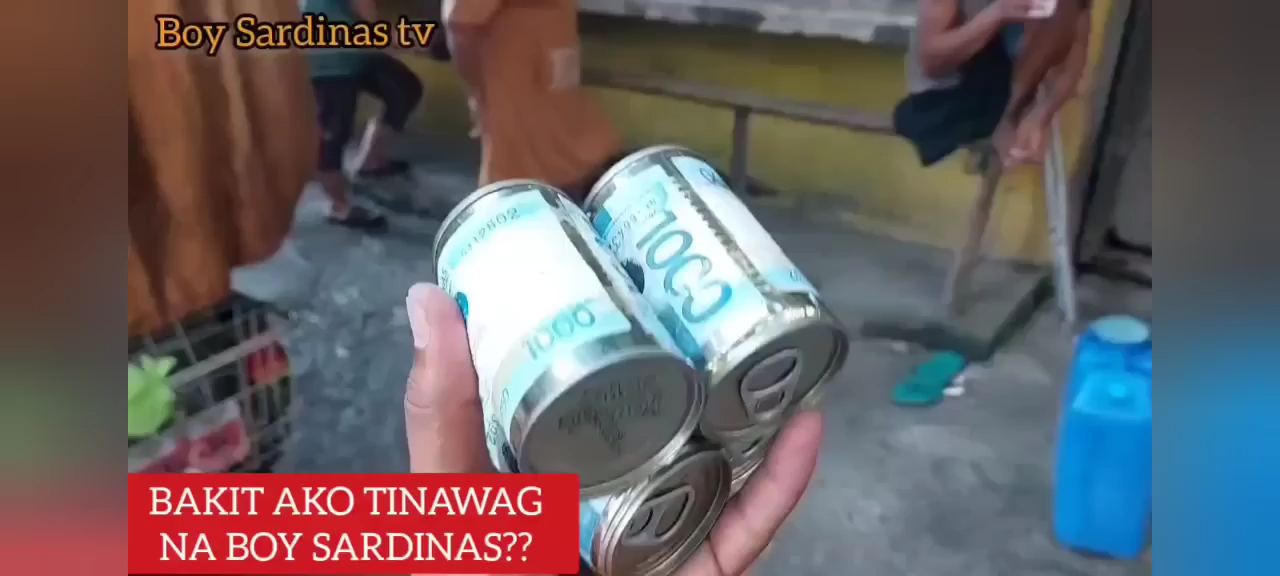 Boy Sardinas tv
1000
1000
BAKIT AKO TINAWAG
NA BOY SARDINAS??